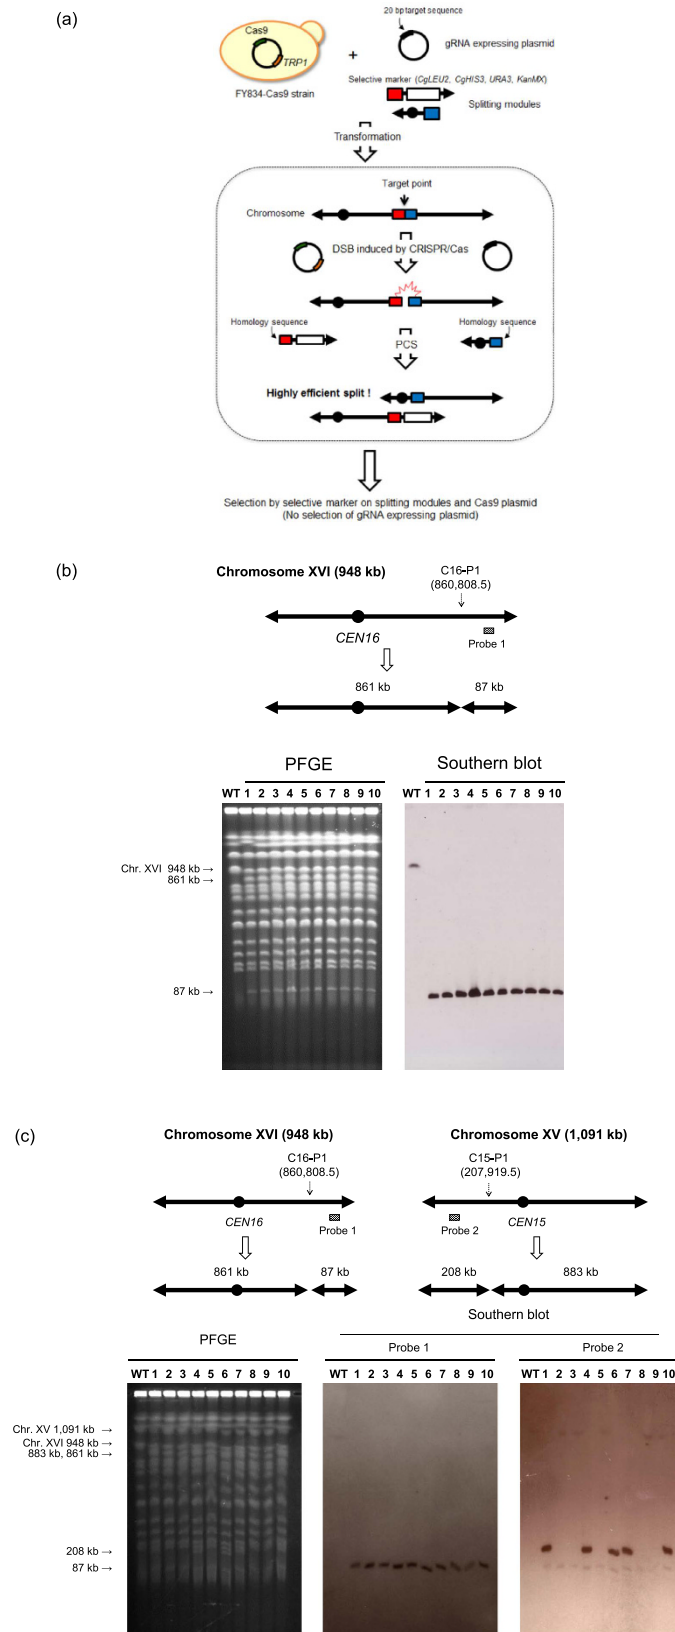 (a)
20 bp target sequence
Cas9
TRP1
+
gRNA expressing plasmid
FY834-Cas9 strain
Selective marker (CgLEU2, CgHIS3, URA3, KanMX)
Splitting modules
Transformation
Target point
Chromosome
DSB induced by CRISPR/Cas
Homology sequence
Homology sequence
PCS
Highly efficient split !
Selection by selective marker on splitting modules and Cas9 plasmid
(No selection of gRNA expressing plasmid)
(b)
Chromosome XVI (948 kb)
C16-P1
(860,808.5)
CEN16
Probe 1
861 kb
87 kb
PFGE
Southern blot
WT 1 2 3 4 5 6 7 8 9 10
WT 1 2 3 4 5 6 7 8 9 10
Chr. XVI 948 kb →
861 kb →
87 kb →
(c)
Chromosome XVI (948 kb)
Chromosome XV (1,091 kb)
C16-P1
(860,808.5)
C15-P1
(207,919.5)
CEN16
Probe 1
Probe 2
CEN15
861 kb
87 kb
208 kb
883 kb
Southern blot
PFGE
Probe 1
Probe 2
WT 1 2 3 4 5 6 7 8 9 10
WT 1 2 3 4 5 6 7 8 9 10
WT 1 2 3 4 5 6 7 8 9 10
Chr. XV 1,091 kb →
Chr. XVI 948 kb →
883 kb, 861 kb →
208 kb →
87 kb →